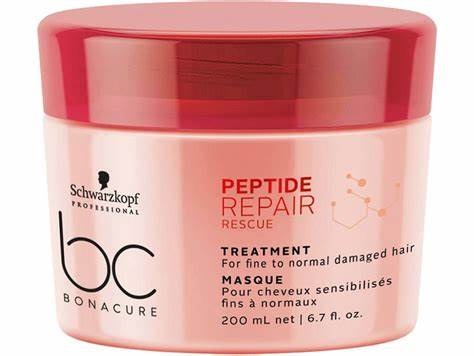 Schwarzkopf
PROFESSIONAL
bc
BONACURE
PEPTIDE
REPAIR
RESCUE
TREATMENT
For fine to normal damaged hair
MASQUE
Pour cheveux sensibilisés
fins à normaux
200 mL net | 6.7 fl. oz.